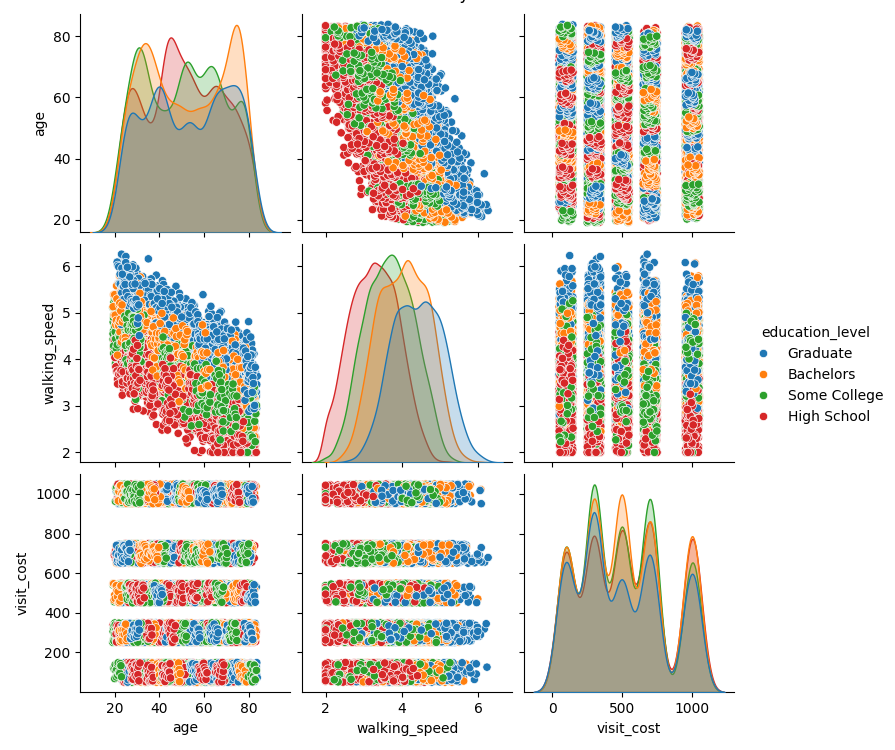 80
60
40
20
age
6
5
4
3
2
walking_speed
education_level
Graduate
Bachelors
Some College
High School
1000
800
600
400
200
visit_cost
20 40 60 80
2 4 6
0 500 1000
age
walking_speed
visit_cost